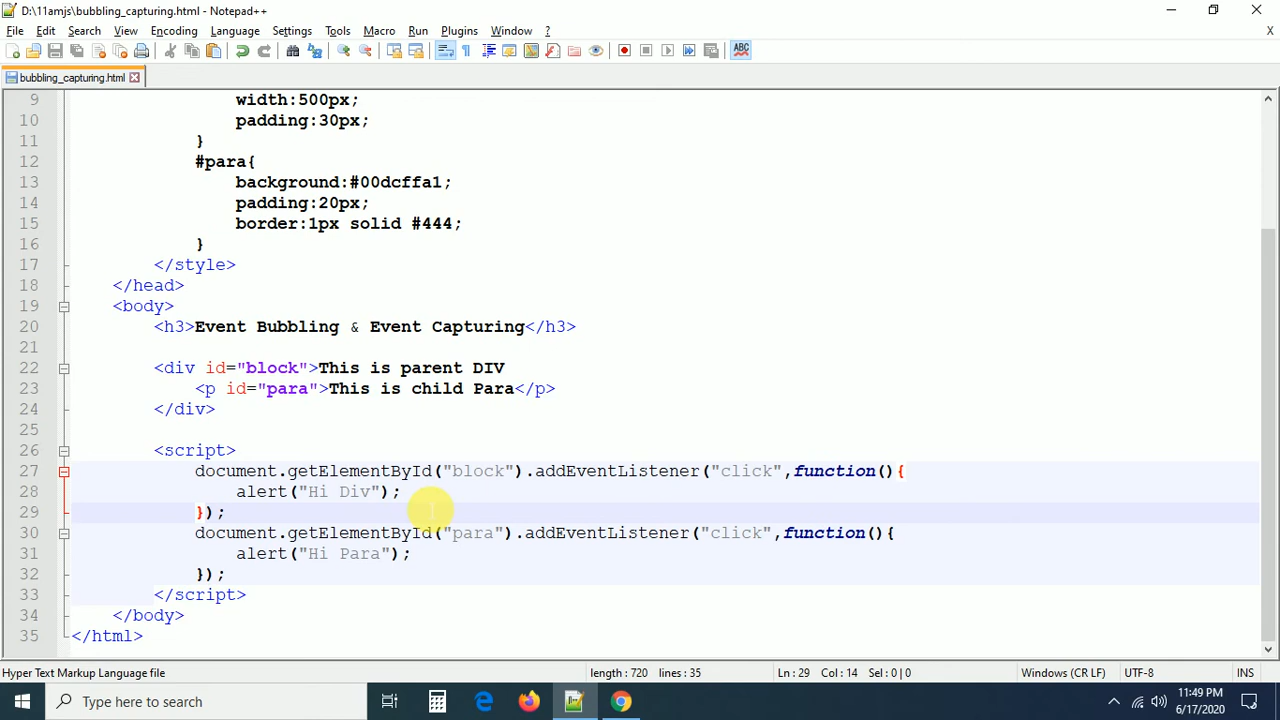 D:\11amjs\bubbling_capturing.html - Notepad++
File Edit Search View Encoding Language Settings Tools Macro Run Plugins Window ? X
ABC
bubbling_capturing.html
9 width:500px;
10 padding:30px;
11 }
12 #para{
13 background:#00dcffa1;
14 padding:20px;
15 border:1px solid #444;
16 }
17 </style>
18 </head>
19 <body>
20 <h3>Event Bubbling & Event Capturing</h3>
21
22 <div id="block">This is parent DIV
23 <p id="para">This is child Para</p>
24 </div>
25
26 <script>
27 document.getElementById("block").addEventListener("click",function(){
28 alert("Hi Div");
29 });
30 document.getElementById("para").addEventListener("click",function(){
31 alert("Hi Para");
32 });
33 </script>
34 </body>
35 </html>
Hyper Text Markup Language file length : 720 lines : 35 Ln : 29 Col : 14 Sel : 0 | 0 Windows (CR LF) UTF-8 INS
Type here to search
11:49 PM
6/17/2020